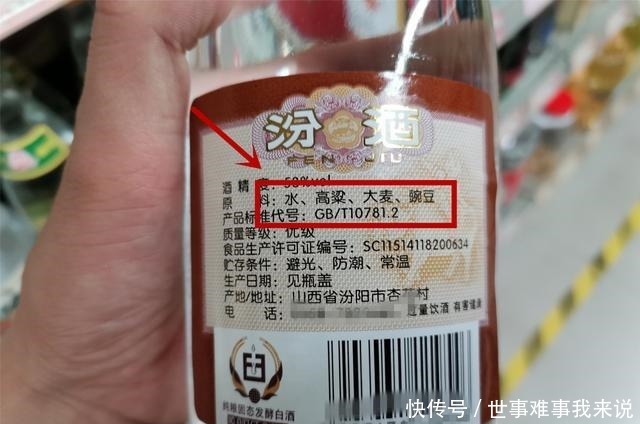 汾酒
FEN JIU
酒精度：53%vol
原料：水、高粱、大麦、豌豆
产品标准代号：GB/T10781.2
质量等级：优级
食品生产许可证编号：SC11514118200634
贮存条件：避光、防潮、常温
生产日期：见瓶盖
产地/地址：山西省汾阳市杏花村
电话：
过量饮酒 有害健康
纯粮固态发酵白酒
快传号/世事难事我来说